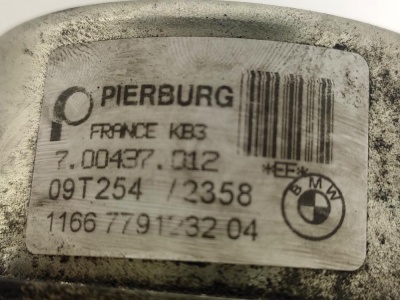 PIERBURG
FRANCE KB3
7.00437.012
*EE*
09T254 /2358
BMW
1166 7791232 04